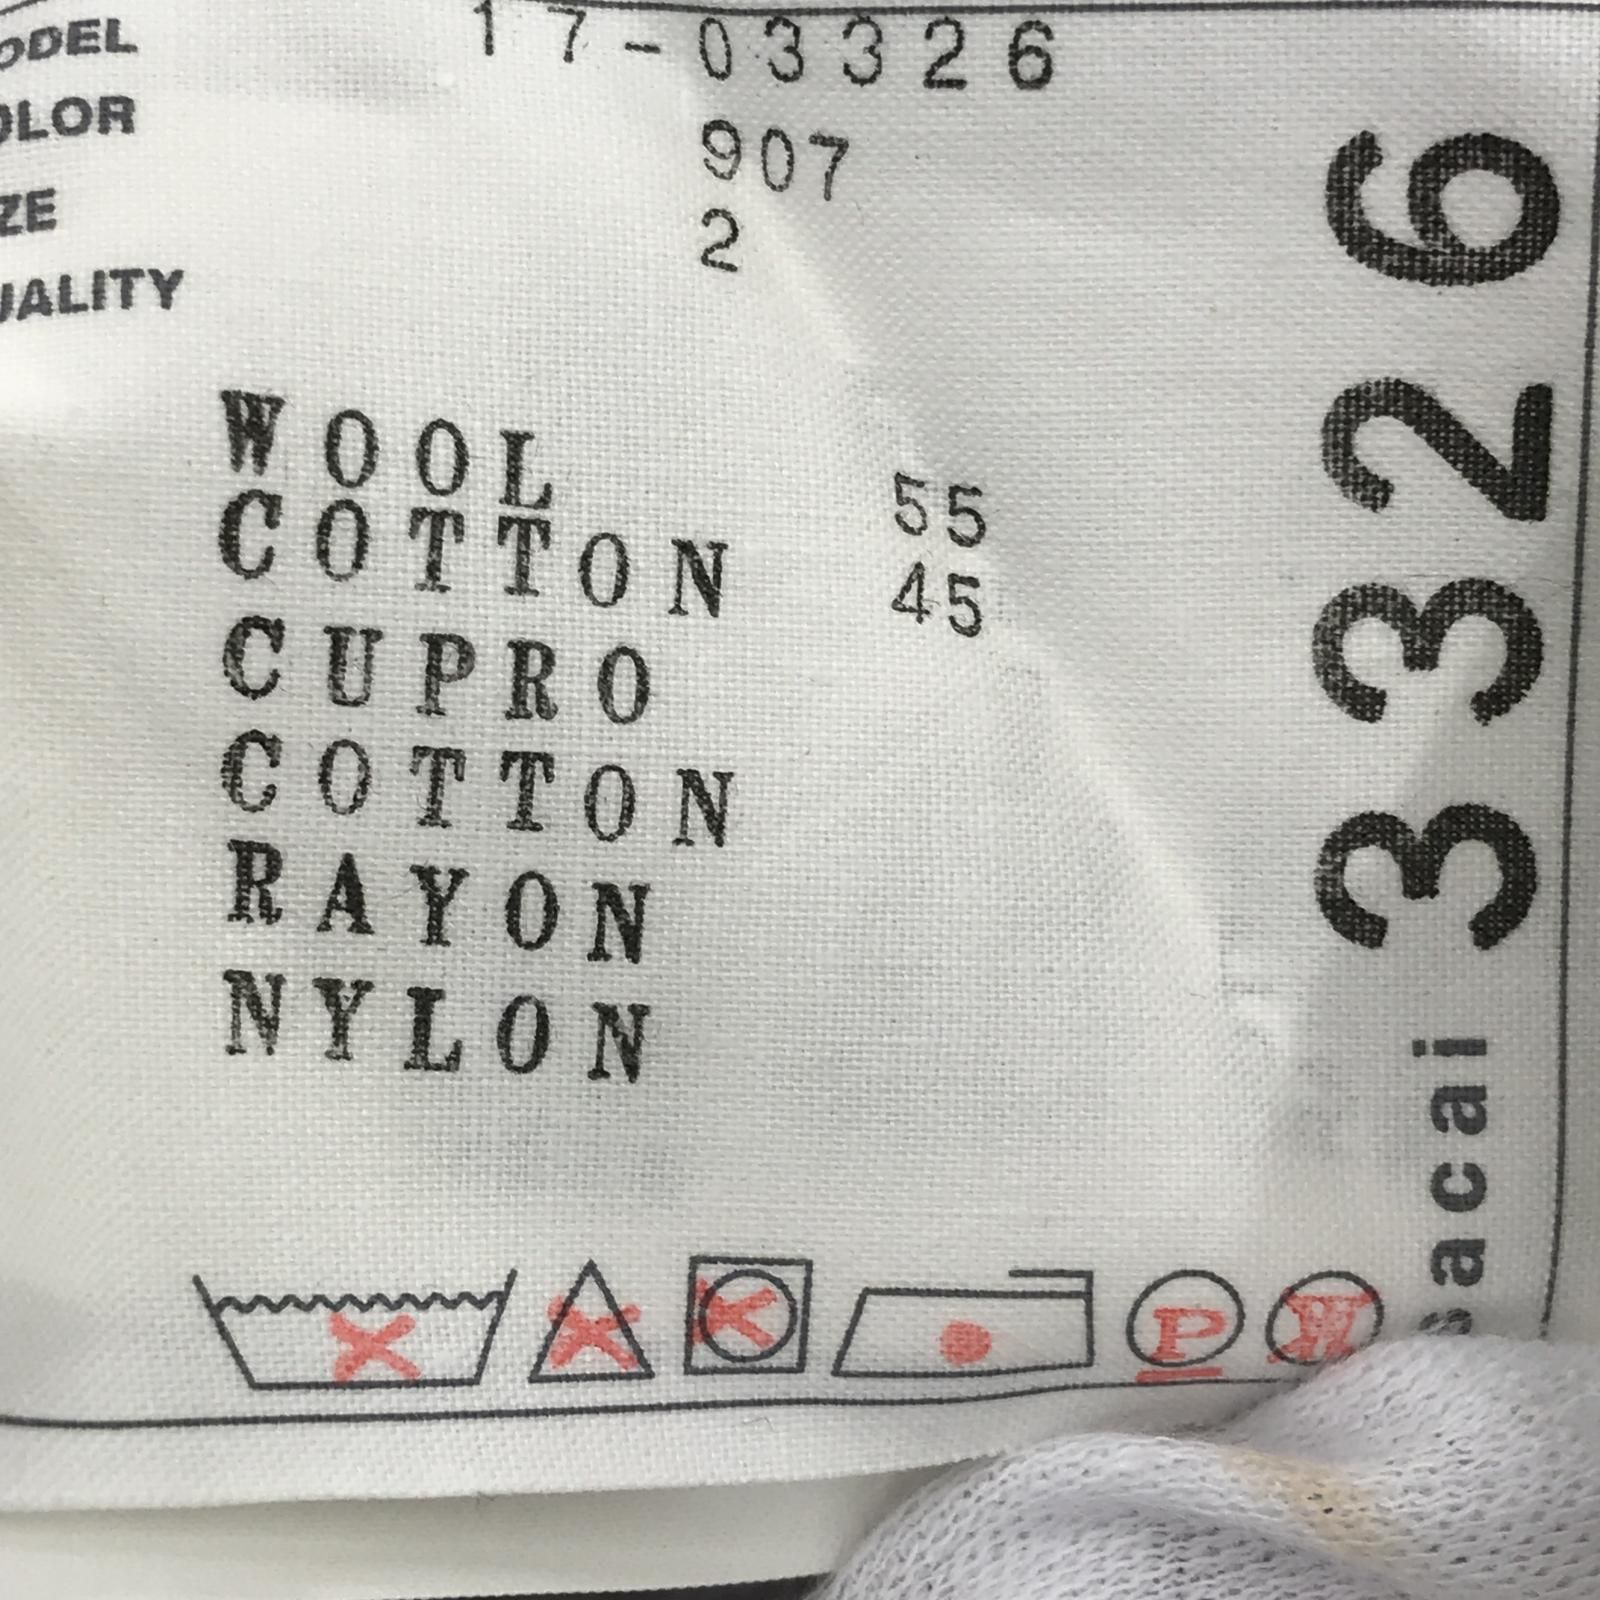 ODEL 17-03326
OLOR 907
ZE 2
UALITY
WOOL 55
COTTON 45
CUPRO
COTTON
RAYON
NYLON
P W
sacai 3326